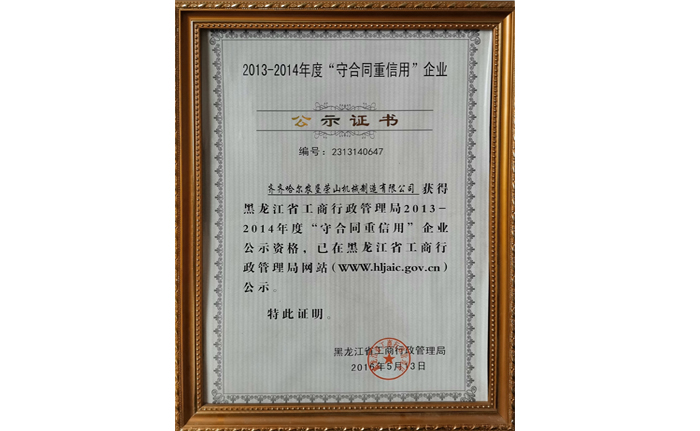 2013-2014年度“守合同重信用”企业
公示证书
编号：2313140647
齐齐哈尔农垦荣山机械制造有限公司 获得
黑龙江省工商行政管理局2013-
2014年度“守合同重信用”企业
公示资格，已在黑龙江省工商行
政管理局网站（WWW.hljaic.gov.cn）
公示。
特此证明。
黑龙江省工商行政管理局
2016年5月13日